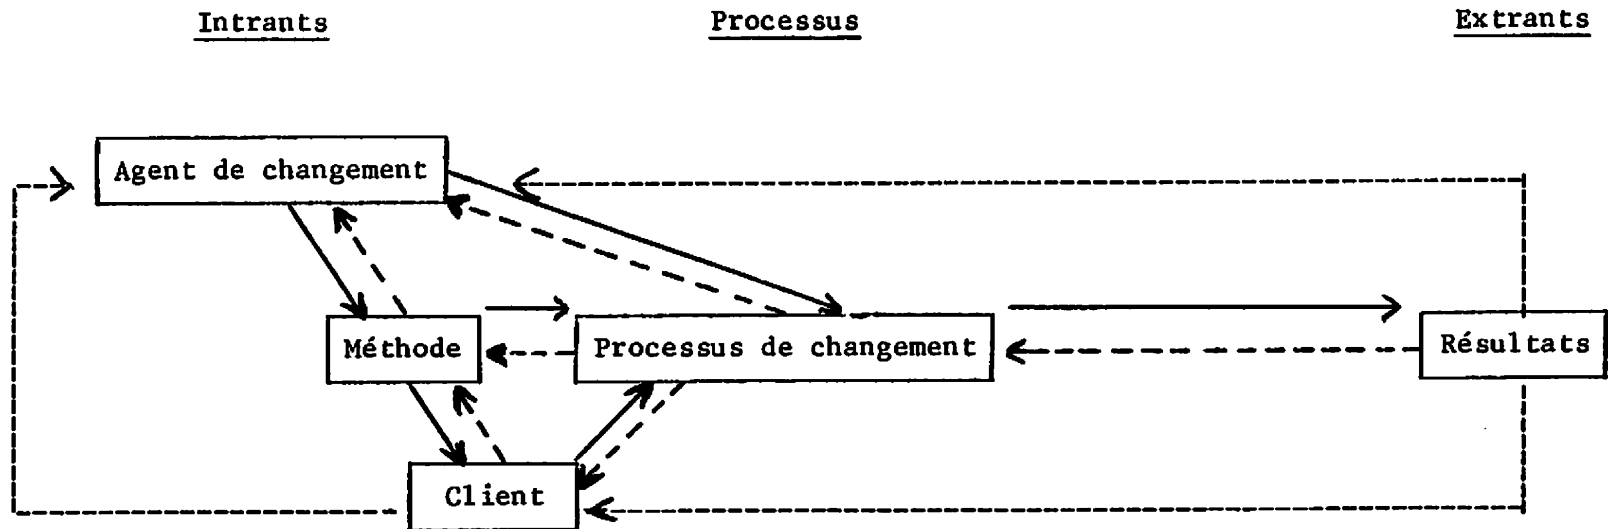 Intrants
Processus
Extrants
Agent de changement
Méthode
Processus de changement
Résultats
Client